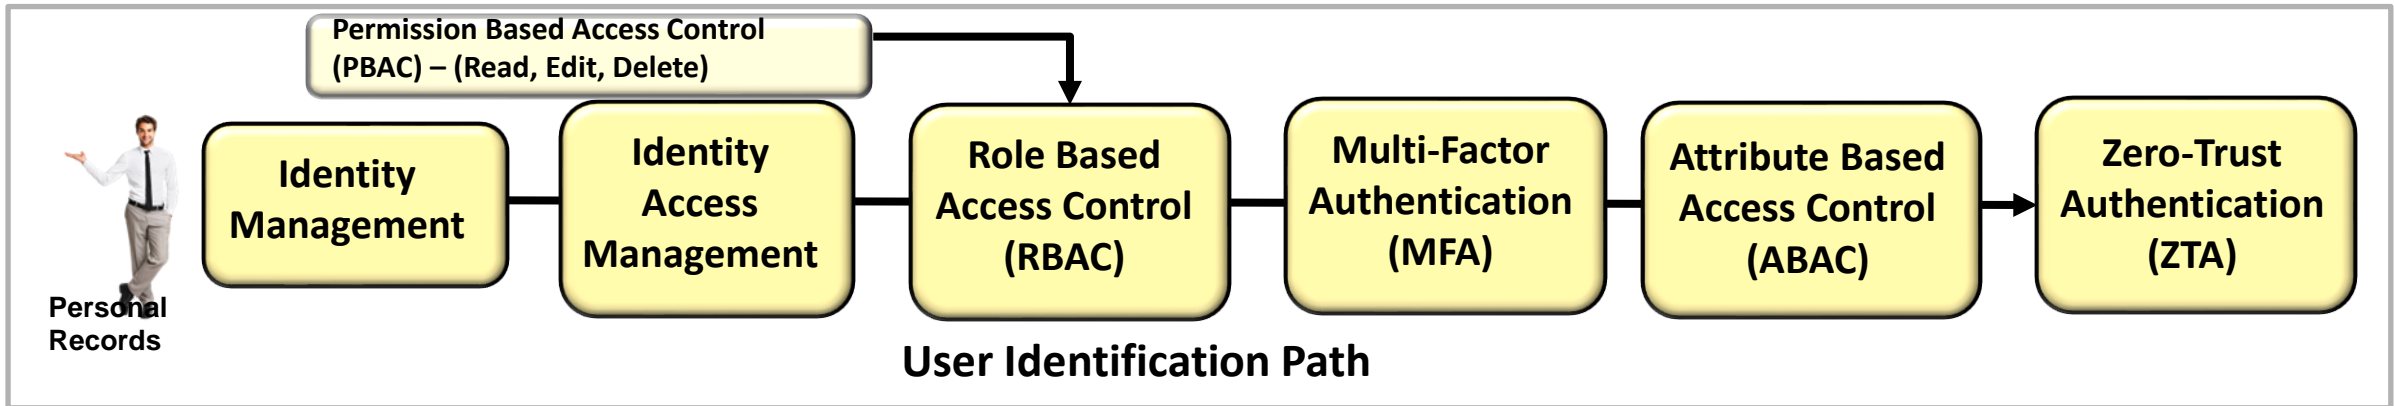 Permission Based Access Control
(PBAC) – (Read, Edit, Delete)
Personal
Records
Identity
Management
Identity
Access
Management
Role Based
Access Control
(RBAC)
Multi-Factor
Authentication
(MFA)
Attribute Based
Access Control
(ABAC)
Zero-Trust
Authentication
(ZTA)
User Identification Path